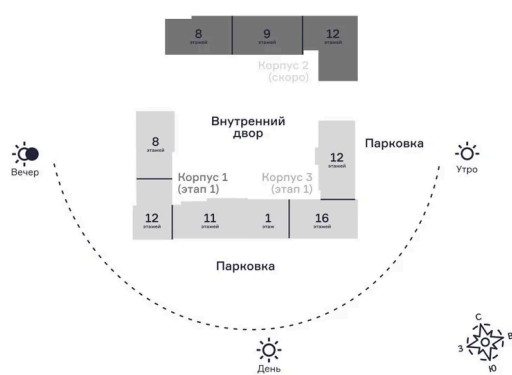 8
этажей
9
этажей
12
этажей
Корпус 2
(скоро)
Внутренний
двор
8
этажей
Парковка
12
этажей
Вечер
Утро
Корпус 1
(этап 1)
Корпус 3
(этап 1)
12
этажей
11
этажей
1
этаж
16
этажей
Парковка
День
С
В
З
Ю